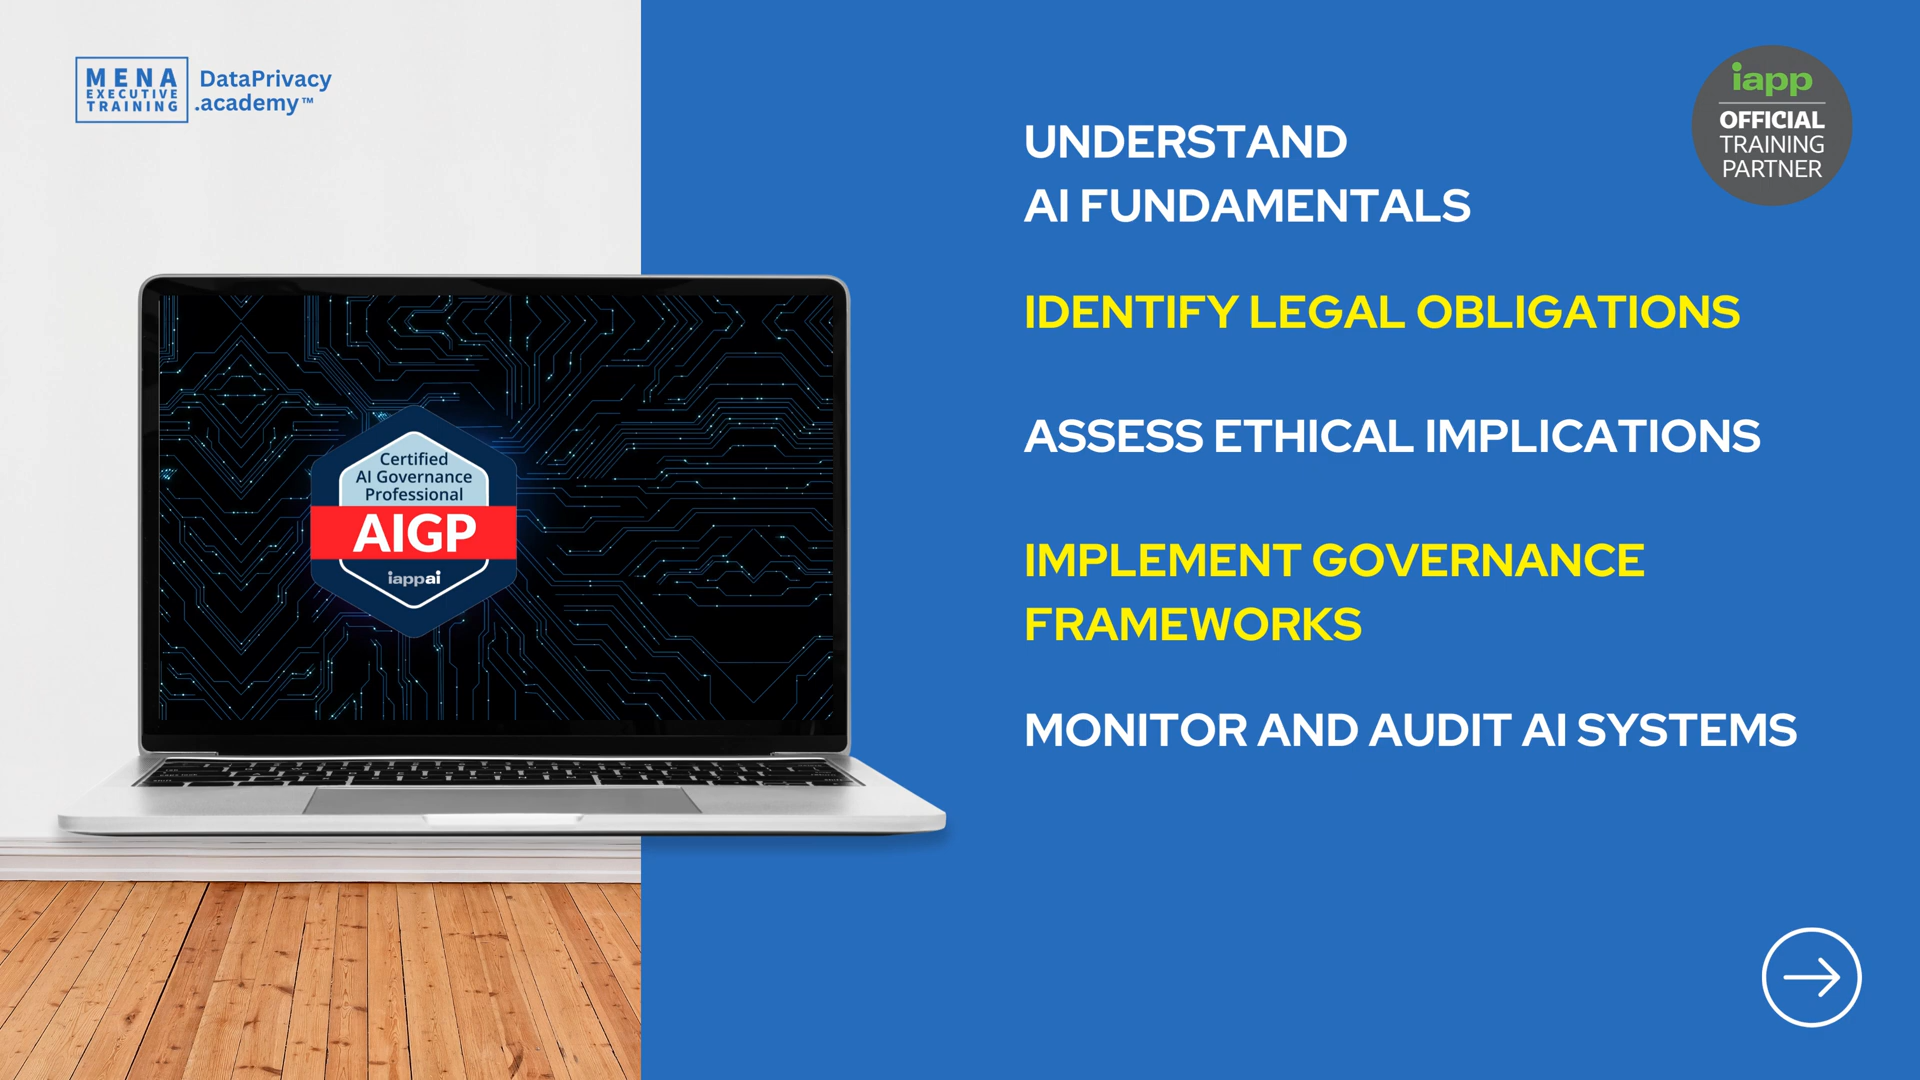 MENA
EXECUTIVE
TRAINING
DataPrivacy
.academy™
iapp
OFFICIAL
TRAINING
PARTNER
UNDERSTAND
AI FUNDAMENTALS
IDENTIFY LEGAL OBLIGATIONS
ASSESS ETHICAL IMPLICATIONS
IMPLEMENT GOVERNANCE
FRAMEWORKS
MONITOR AND AUDIT AI SYSTEMS
Certified
AI Governance
Professional
AIGP
iappai